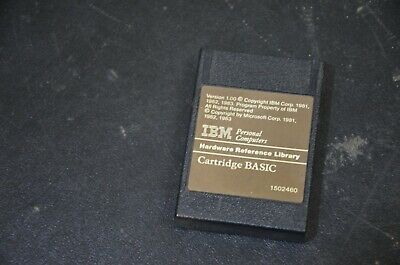 Version 1.00 © Copyright IBM Corp. 1981,
1982, 1983, Program Property of IBM
All Rights Reserved
© Copyright by Microsoft Corp. 1981,
1982, 1983
IBM Personal
Computers
Hardware Reference Library
Cartridge BASIC
1502480